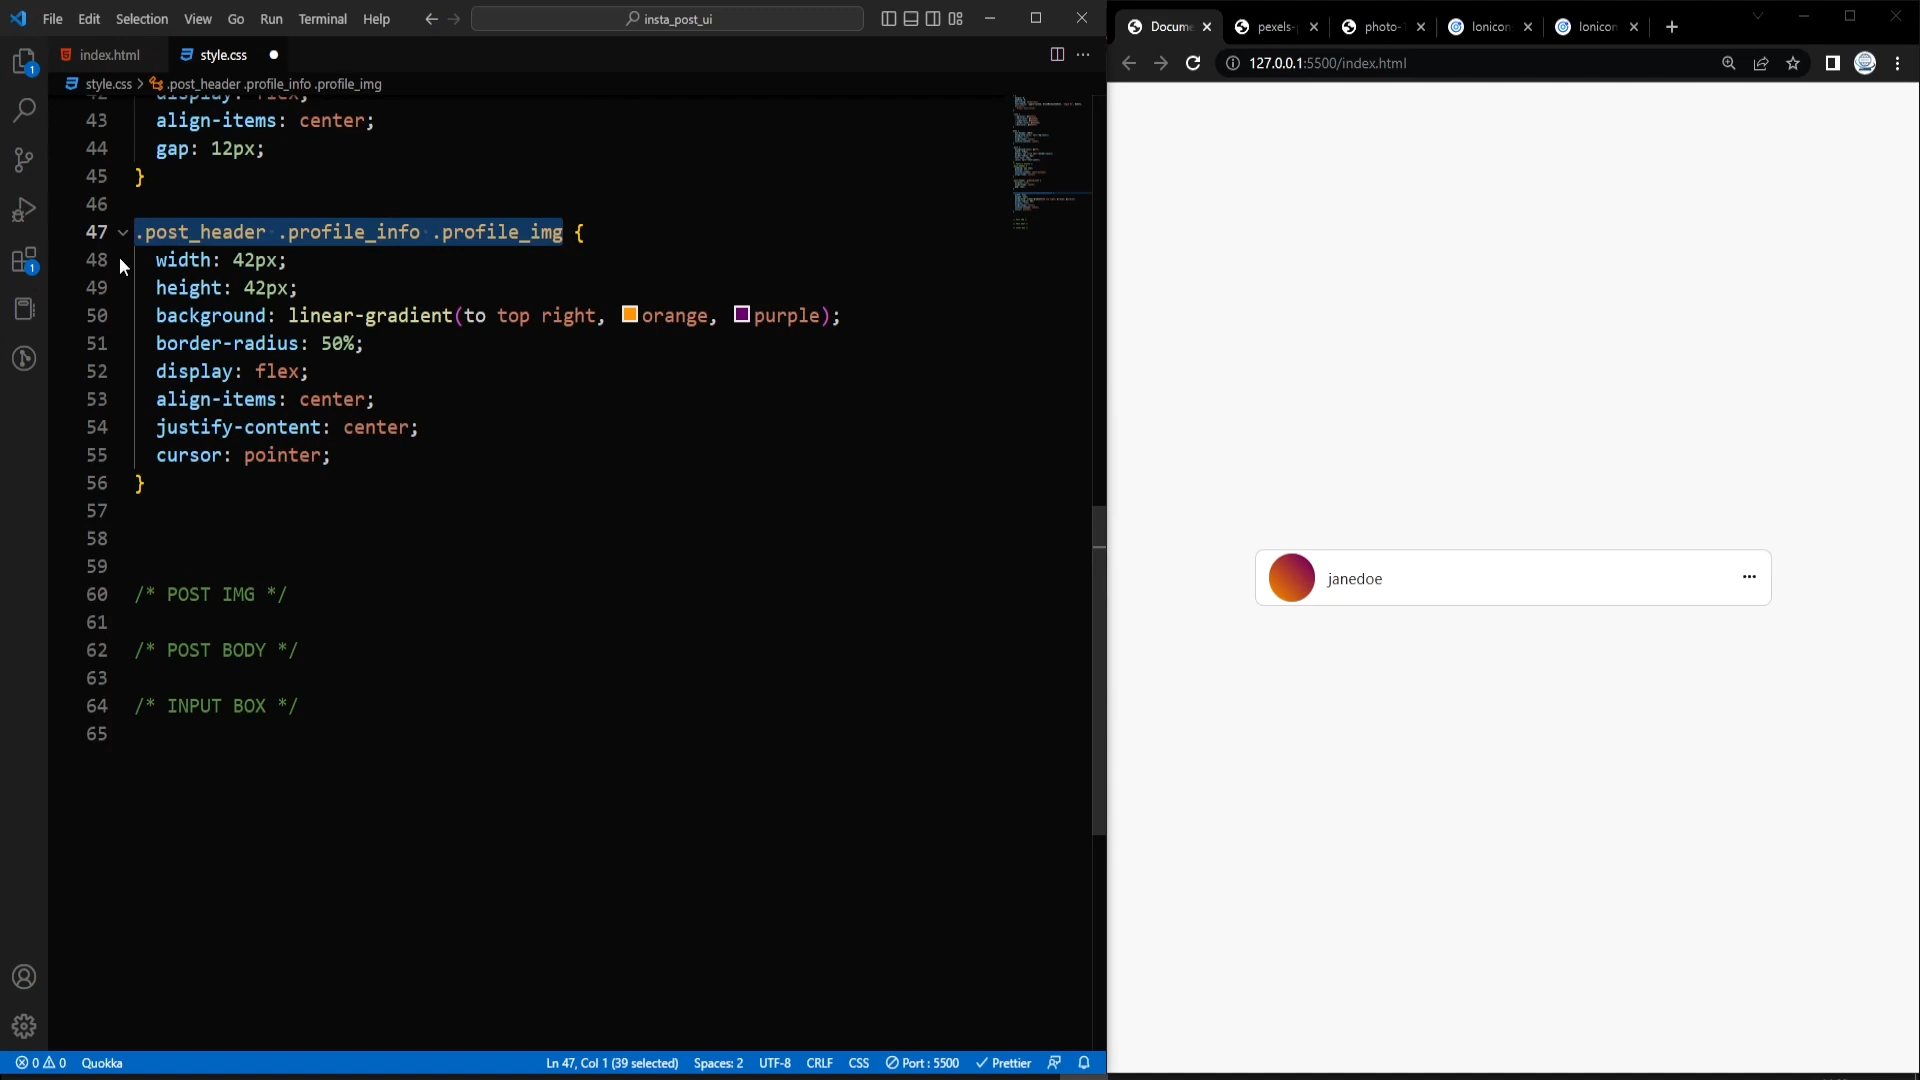 File Edit Selection View Go Run Terminal Help
insta_post_ui
index.html style.css
style.css > .post_header .profile_info .profile_img
1
1
43 align-items: center;
44 gap: 12px;
45 }
46
47 .post_header .profile_info .profile_img {
48 width: 42px;
49 height: 42px;
50 background: linear-gradient(to top right, orange, purple);
51 border-radius: 50%;
52 display: flex;
53 align-items: center;
54 justify-content: center;
55 cursor: pointer;
56 }
57
58
59
60 /* POST IMG */
61
62 /* POST BODY */
63
64 /* INPUT BOX */
65
0 0 Quokka Ln 47, Col 1 (39 selected) Spaces: 2 UTF-8 CRLF CSS Port : 5500 Prettier
Docume pexels- photo- Ionicon Ionicon
127.0.0.1:5500/index.html
janedoe